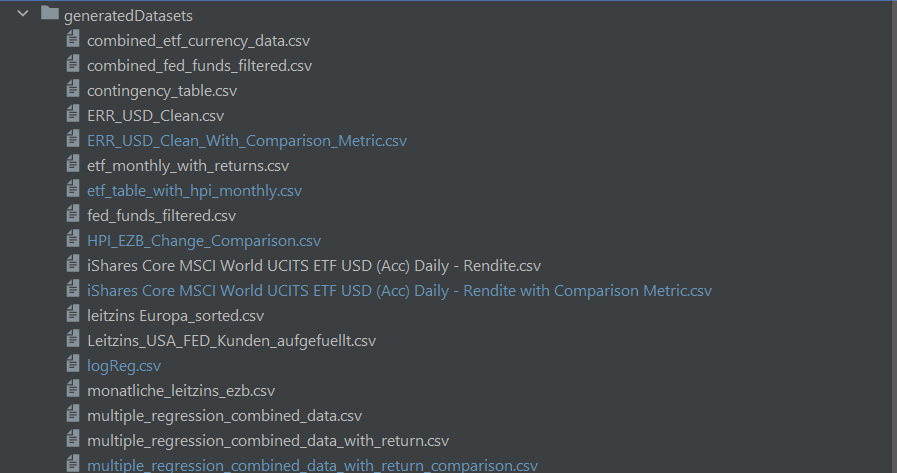 generatedDatasets
combined_etf_currency_data.csv
combined_fed_funds_filtered.csv
contingency_table.csv
ERR_USD_Clean.csv
ERR_USD_Clean_With_Comparison_Metric.csv
etf_monthly_with_returns.csv
etf_table_with_hpi_monthly.csv
fed_funds_filtered.csv
HPI_EZB_Change_Comparison.csv
iShares Core MSCI World UCITS ETF USD (Acc) Daily - Rendite.csv
iShares Core MSCI World UCITS ETF USD (Acc) Daily - Rendite with Comparison Metric.csv
leitzins Europa_sorted.csv
Leitzins_USA_FED_Kunden_aufgefuellt.csv
logReg.csv
monatliche_leitzins_ezb.csv
multiple_regression_combined_data.csv
multiple_regression_combined_data_with_return.csv
multiple_regression_combined_data_with_return_comparison.csv